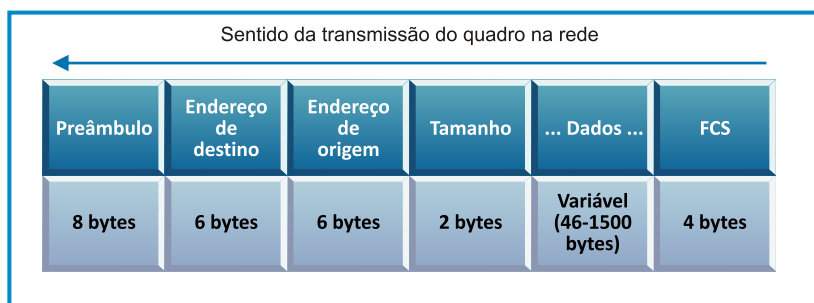 Sentido da transmissão do quadro na rede
Preâmbulo
Endereço
de
destino
Endereço
de
origem
Tamanho
... Dados ...
FCS
8 bytes
6 bytes
6 bytes
2 bytes
Variável
(46-1500
bytes)
4 bytes